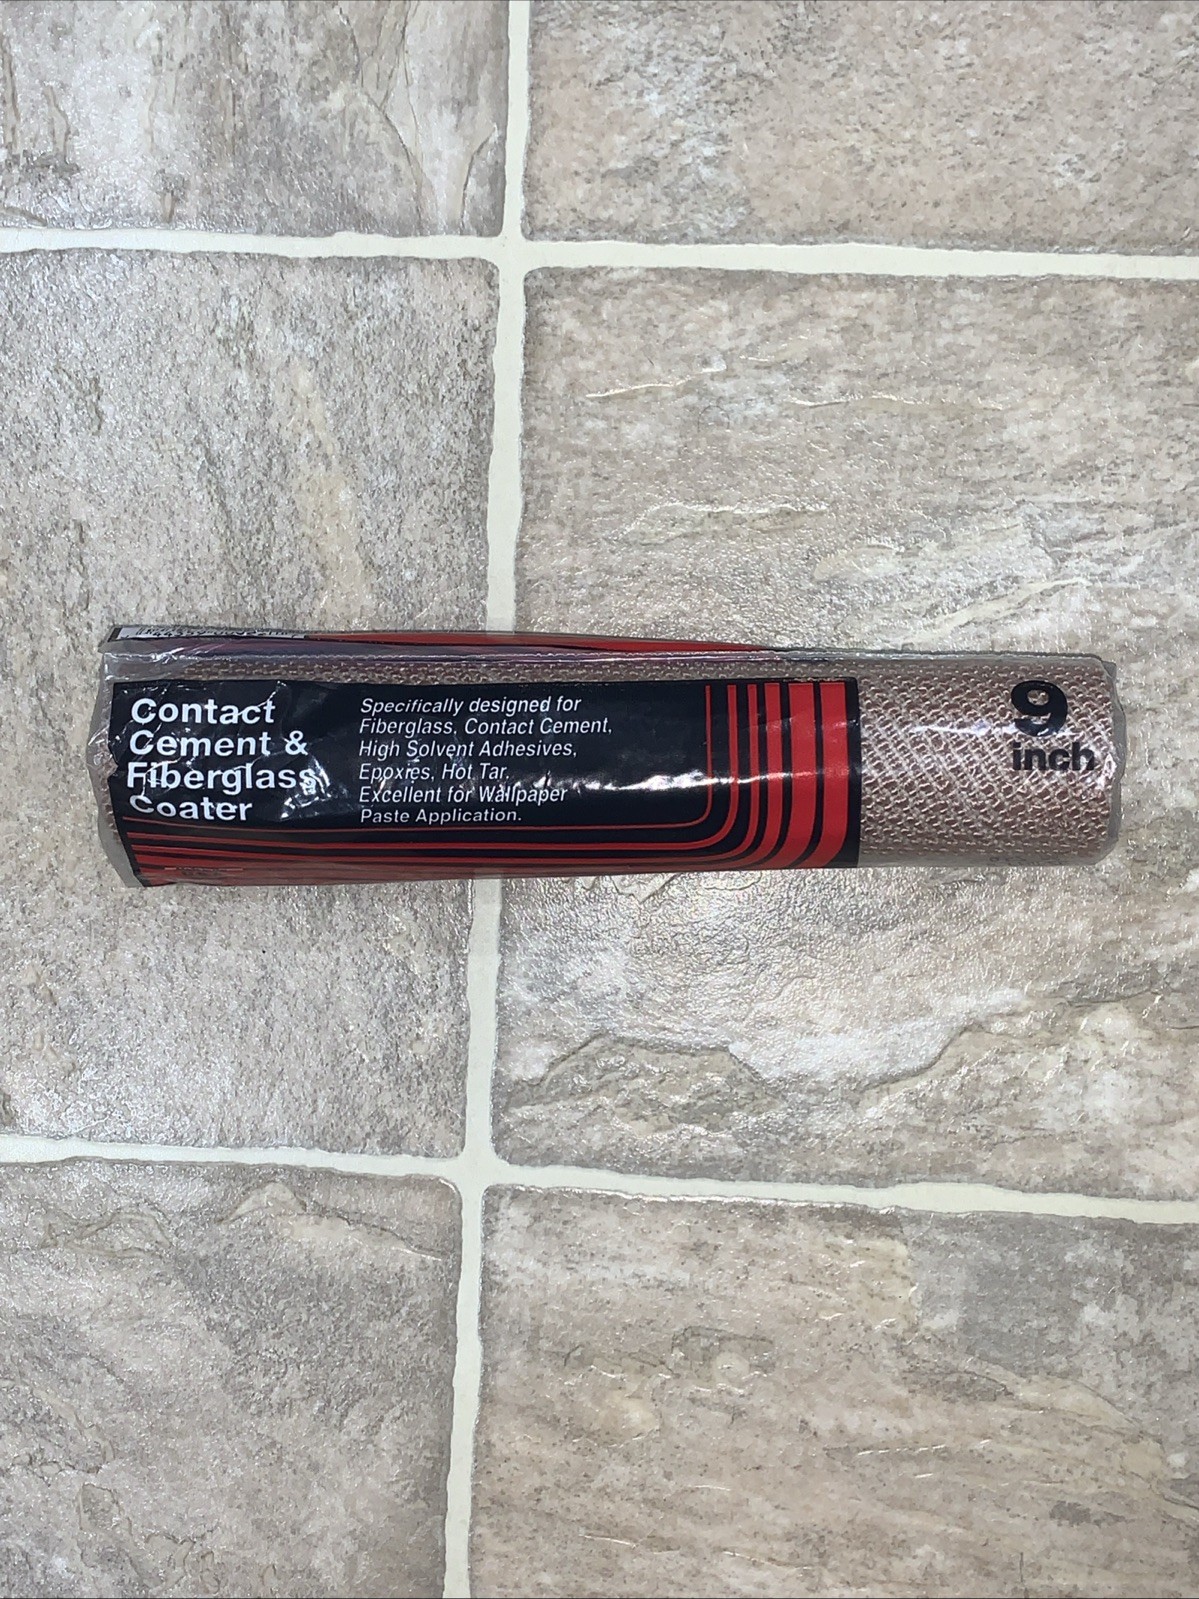 Contact
Cement &
Fiberglass
Coater
Specifically designed for
Fiberglass, Contact Cement,
High Solvent Adhesives,
Epoxies, Hot Tar.
Excellent for Wallpaper
Paste Application.
9
inch